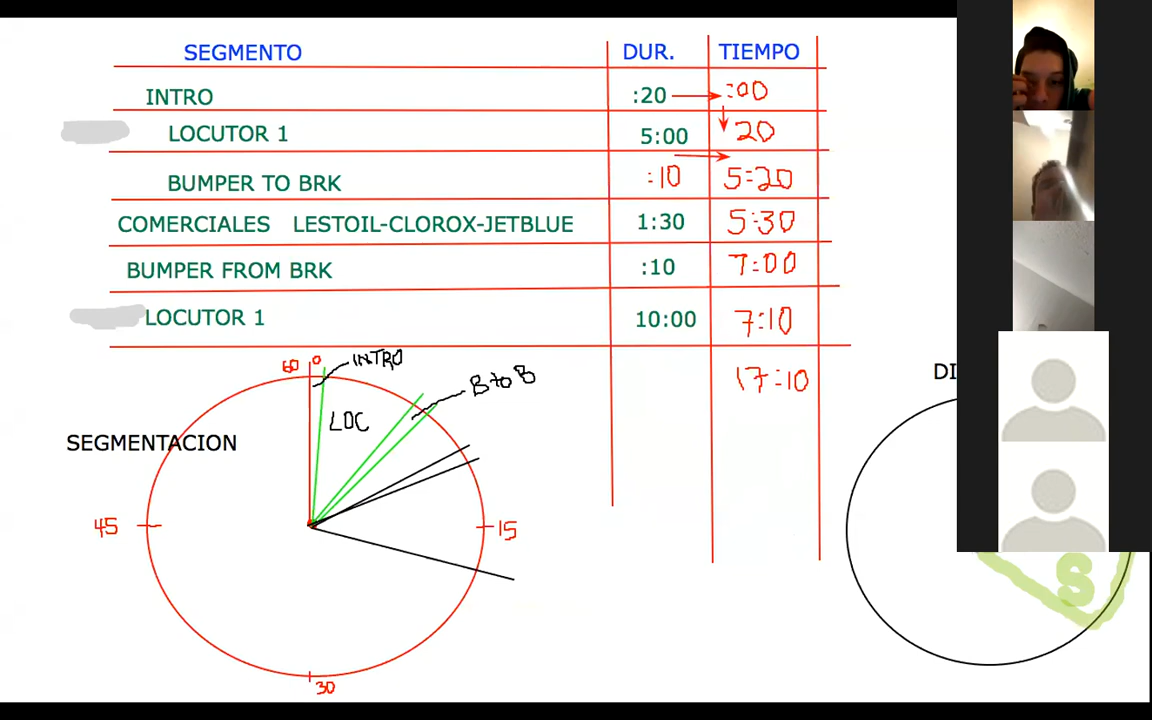 SEGMENTO DUR. TIEMPO
INTRO :20 :00
LOCUTOR 1 5:00 20
BUMPER TO BRK :10 5:20
COMERCIALES LESTOIL-CLOROX-JETBLUE 1:30 5:30
BUMPER FROM BRK :10 7:00
LOCUTOR 1 10:00 7:10
17:10
60 0 INTRO
B to B
LOC
DI
SEGMENTACION
45 15
S
30